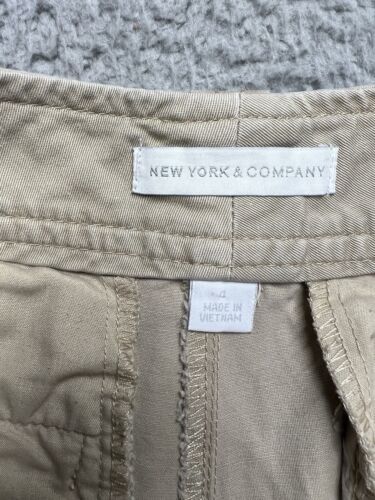 NEW YORK & COMPANY
4
MADE IN
VIETNAM